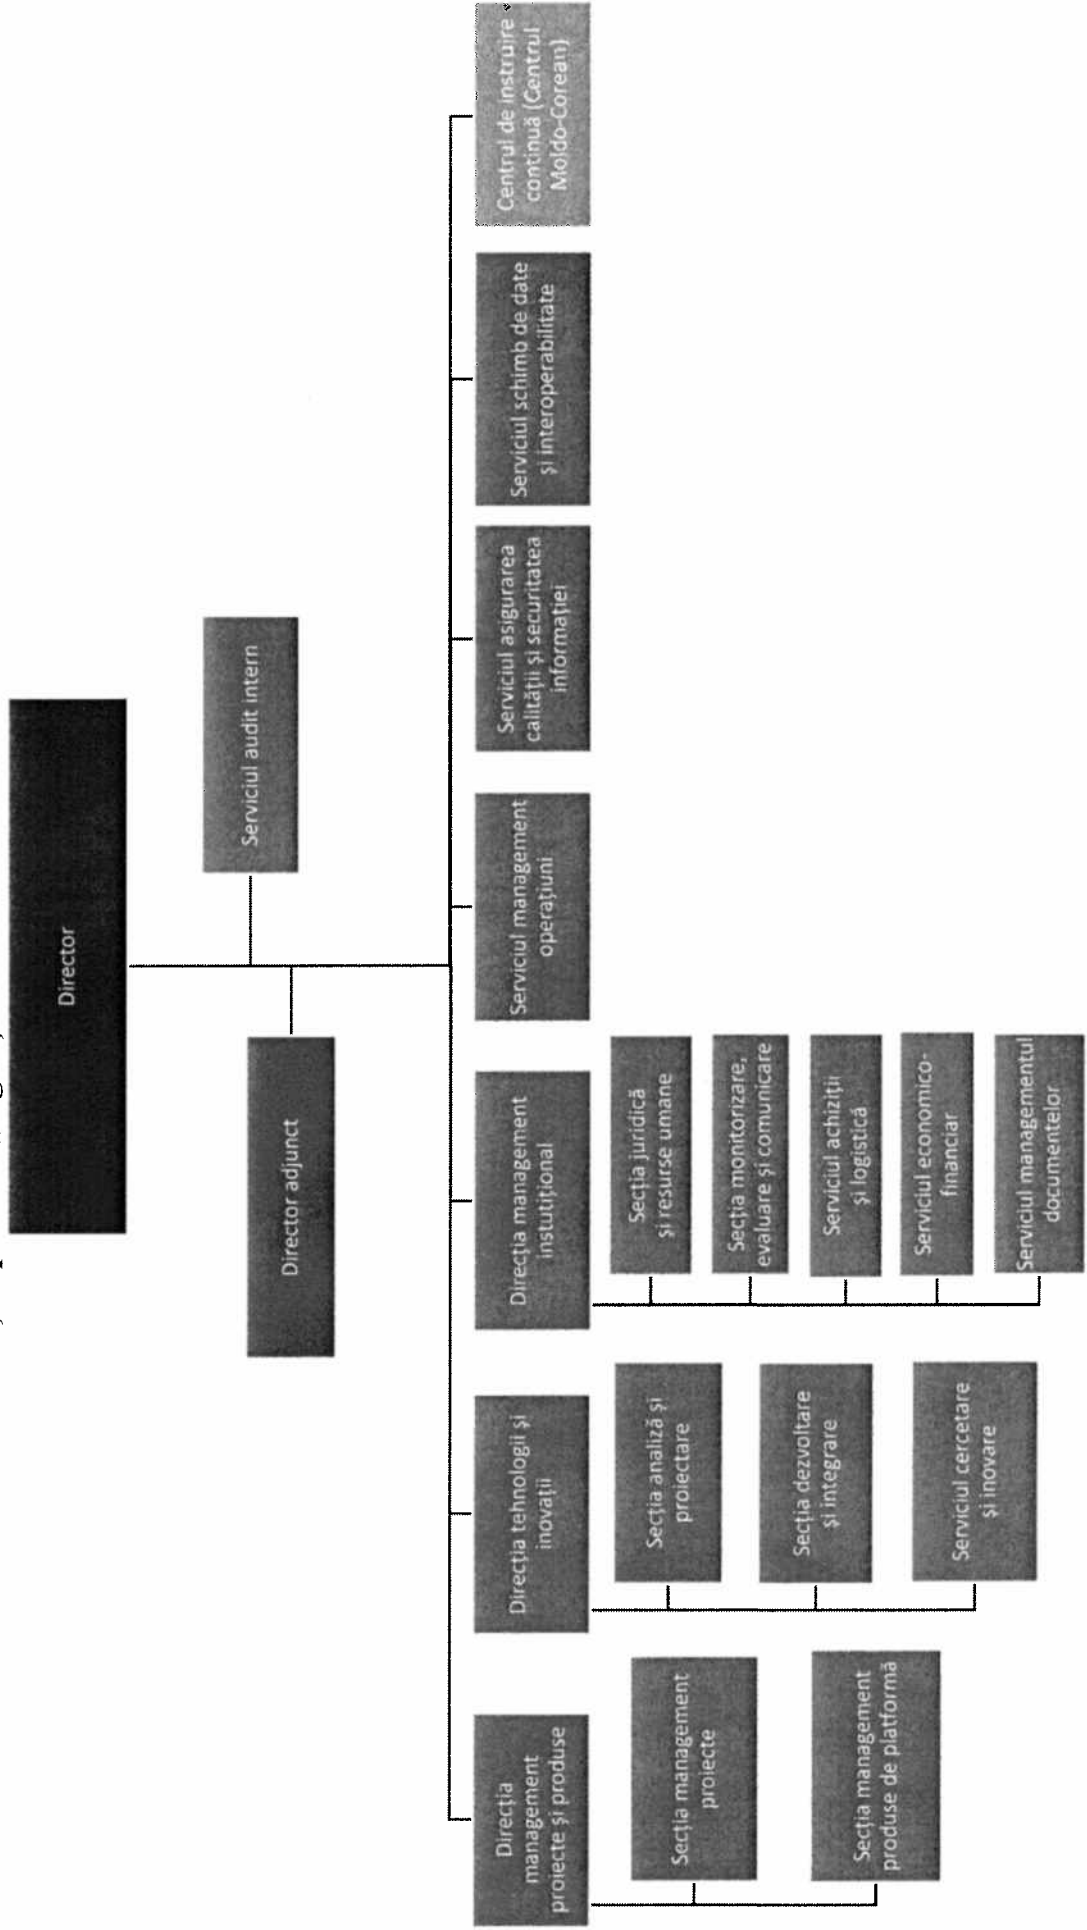 Director
Serviciul audit intern
Director adjunct
Direcția
management
proiecte și produse
Secția management
proiecte
Secția management
produse de platformă
Direcția tehnologii și
inovații
Secția analiză și
proiectare
Secția dezvoltare
și integrare
Serviciul cercetare
și inovare
Direcția management
instuțițional
Secția juridică
și resurse umane
Secția monitorizare,
evaluare și comunicare
Serviciul achiziții
și logistică
Serviciul economico-
financiar
Serviciul managementul
documentelor
Serviciul management
operațiuni
Serviciul asigurarea
calității și securitatea
informației
Serviciul schimb de date
și interoperabilitate
Centrul de instruire
continuă (Centrul
Moldo-Corean)